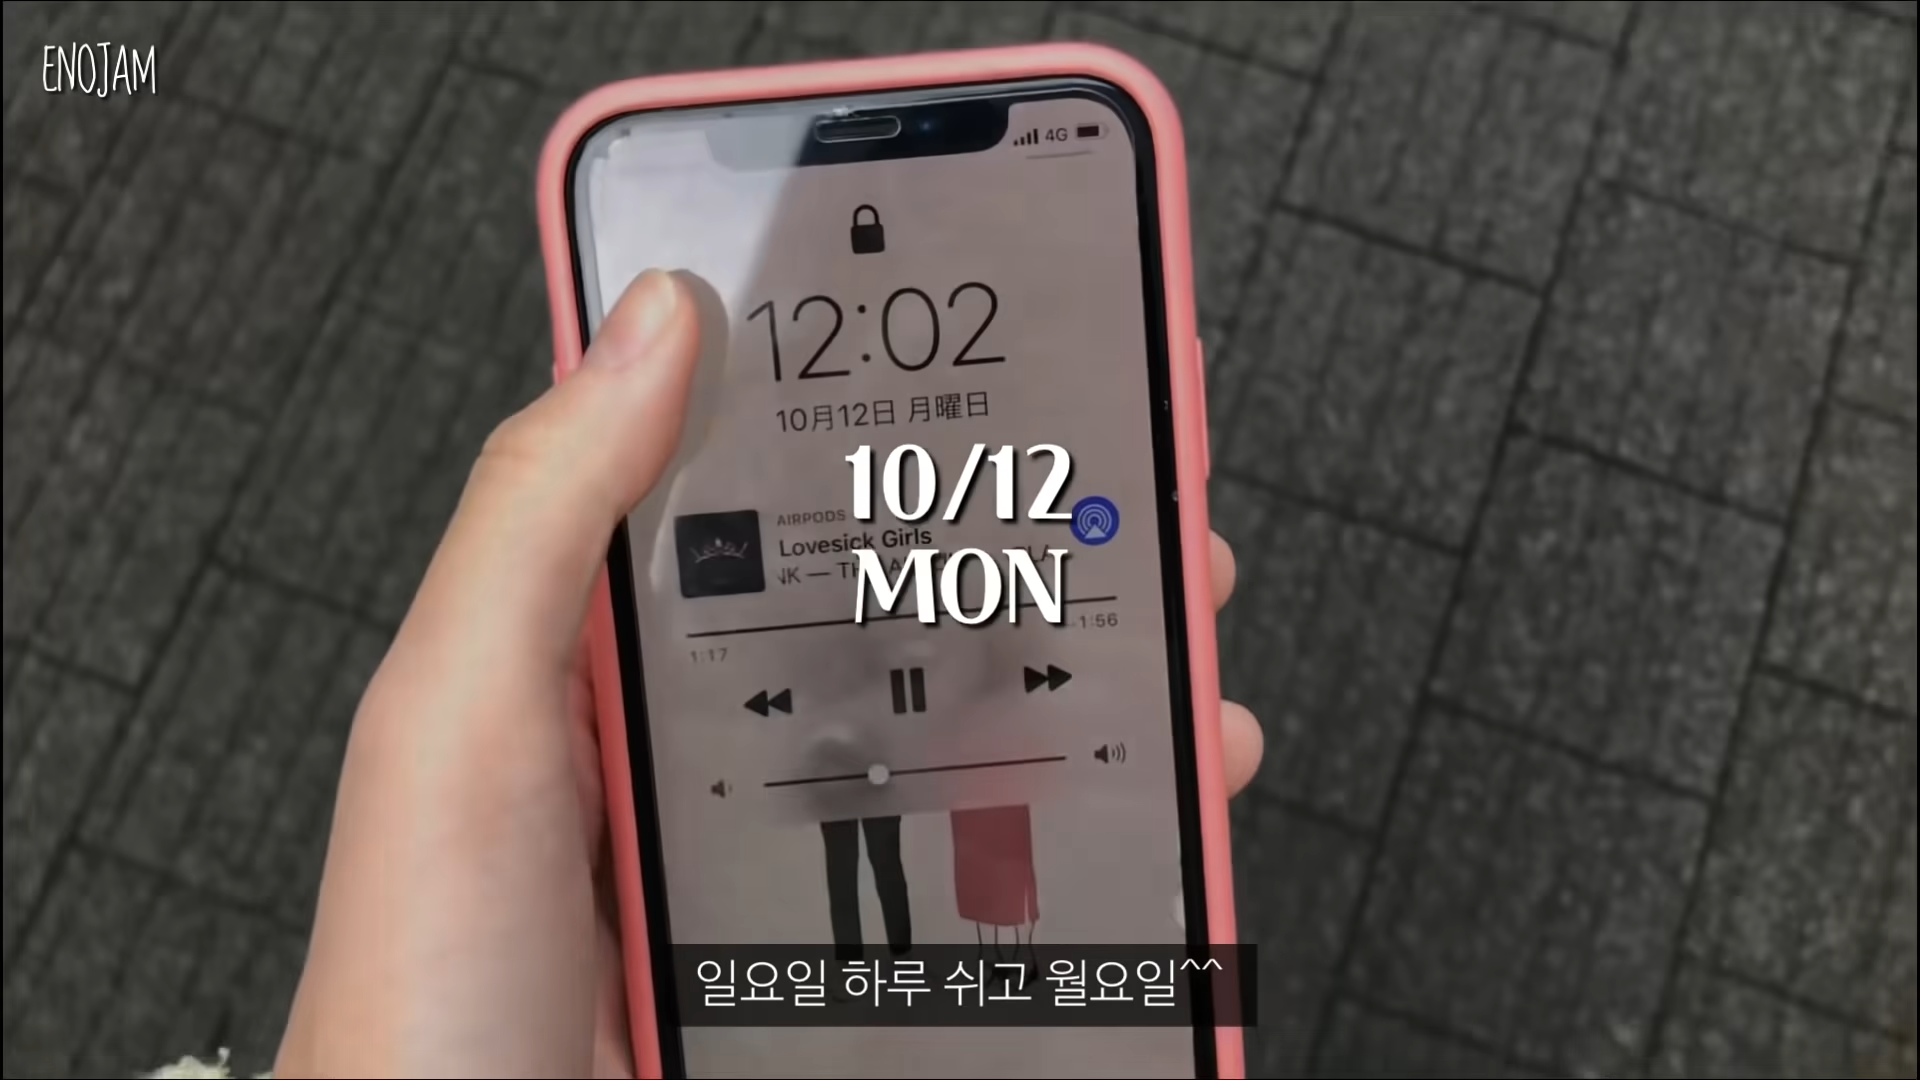 ENOJAM
4G
12:02
10月12日 月曜日
10/12
MON
AIRPODS
Lovesick Girls
1:17
-1:56
일요일 하루 쉬고 월요일^^